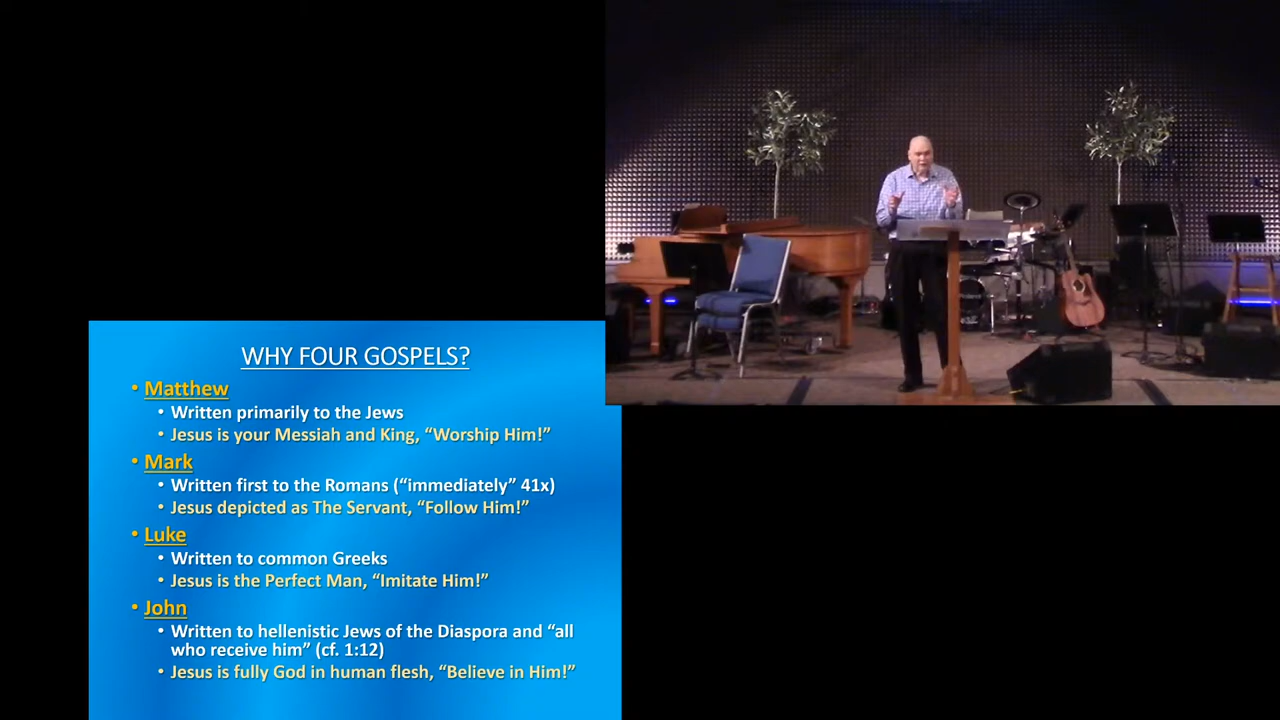 WHY FOUR GOSPELS?
• Matthew
• Written primarily to the Jews
• Jesus is your Messiah and King, “Worship Him!”
• Mark
• Written first to the Romans (“immediately” 41x)
• Jesus depicted as The Servant, “Follow Him!”
• Luke
• Written to common Greeks
• Jesus is the Perfect Man, “Imitate Him!”
• John
• Written to hellenistic Jews of the Diaspora and “all
who receive him” (cf. 1:12)
• Jesus is fully God in human flesh, “Believe in Him!”